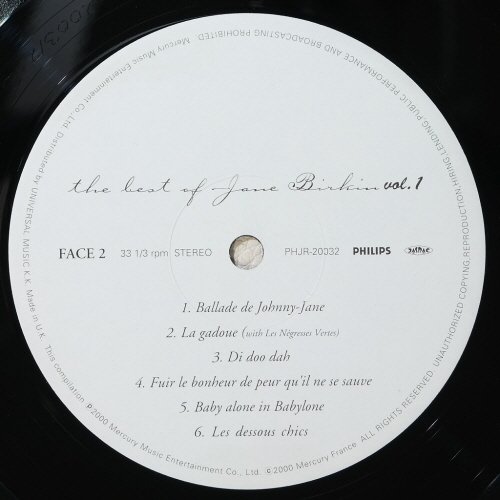 the best of Jane Birkin vol.1
FACE 2 33 1/3 rpm STEREO PHJR-20032 PHILIPS
1. Ballade de Johnny-Jane
2. La gadoue (with Les Nègresses Vertes)
3. Di doo dah
4. Fuir le bonheur de peur qu'il ne se sauve
5. Baby alone in Babylone
6. Les dessous chics
This compilation ℗2000 Mercury Music Entertainment Co., Ltd. ©2000 Mercury France. ALL RIGHTS RESERVED. UNAUTHORIZED COPYING,REPRODUCTION,HIRING,LENDING,PUBLIC PERFORMANCE AND BROADCASTING PROHIBITED. Mercury Music Entertainment Co.,Ltd. Distributed by UNIVERSAL MUSIC K.K. Made in U.K.